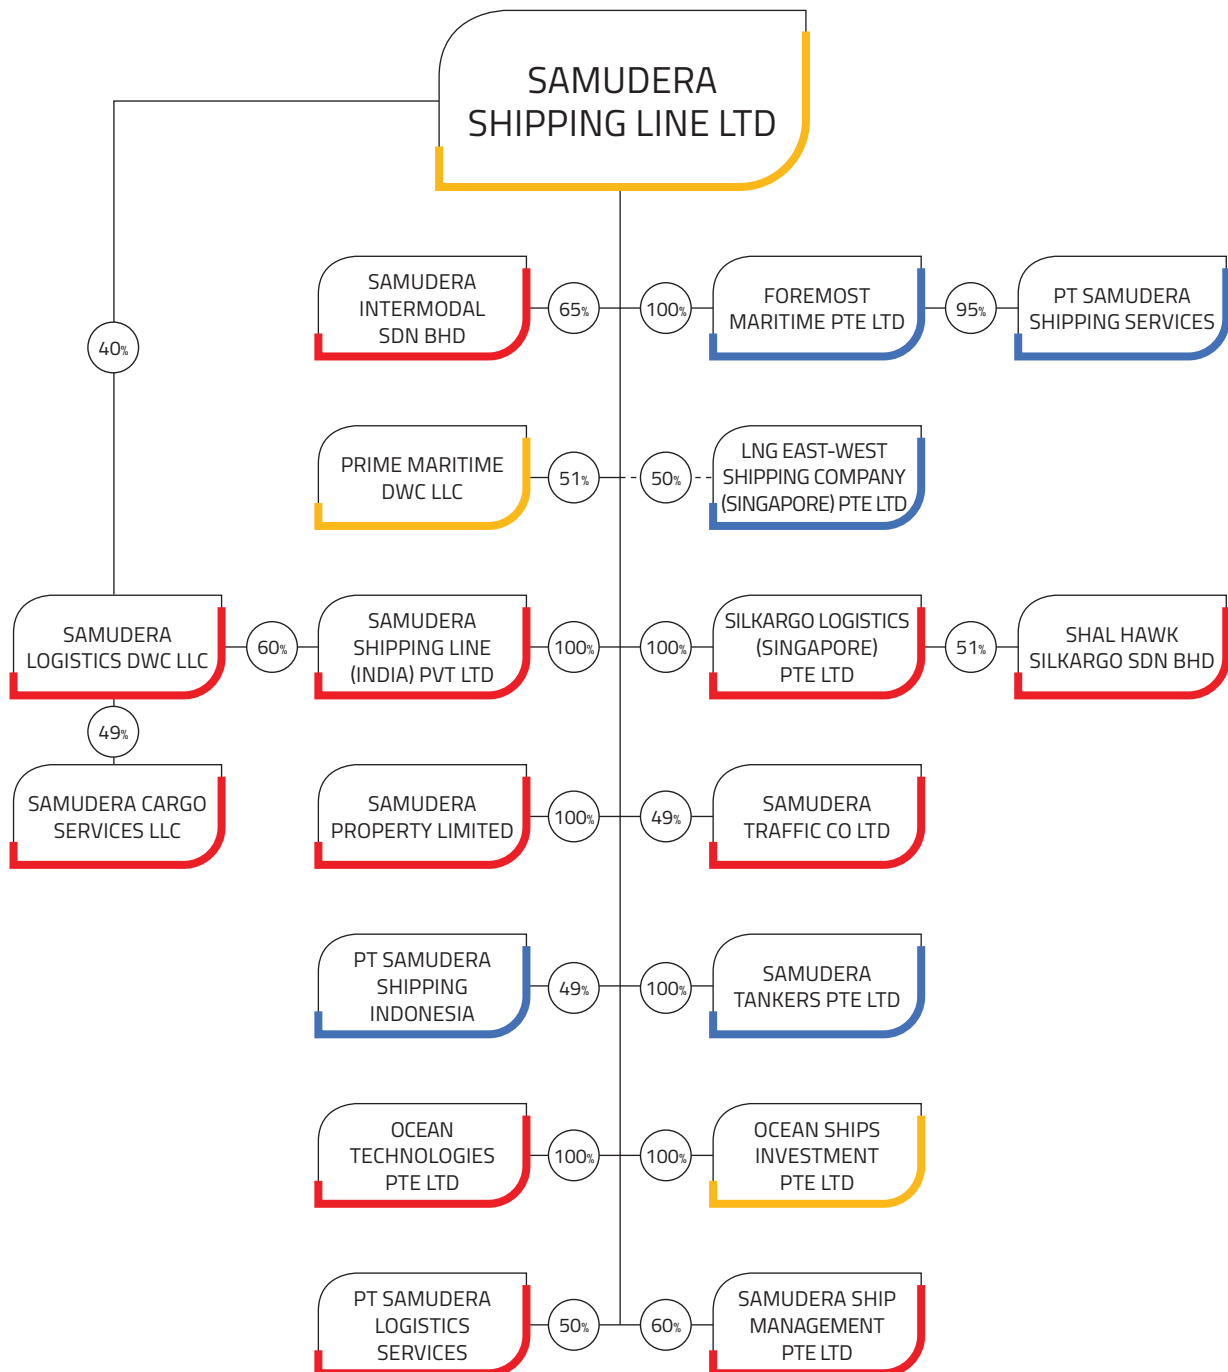 SAMUDERA
SHIPPING LINE LTD
40%
SAMUDERA
INTERMODAL
SDN BHD
65%
100%
FOREMOST
MARITIME PTE LTD
95%
PT SAMUDERA
SHIPPING SERVICES
PRIME MARITIME
DWC LLC
51%
50%
LNG EAST-WEST
SHIPPING COMPANY
(SINGAPORE) PTE LTD
SAMUDERA
LOGISTICS DWC LLC
60%
SAMUDERA
SHIPPING LINE
(INDIA) PVT LTD
100%
100%
SILKARGO LOGISTICS
(SINGAPORE)
PTE LTD
51%
SHAL HAWK
SILKARGO SDN BHD
49%
SAMUDERA CARGO
SERVICES LLC
SAMUDERA
PROPERTY LIMITED
100%
49%
SAMUDERA
TRAFFIC CO LTD
PT SAMUDERA
SHIPPING
INDONESIA
49%
100%
SAMUDERA
TANKERS PTE LTD
OCEAN
TECHNOLOGIES
PTE LTD
100%
100%
OCEAN SHIPS
INVESTMENT
PTE LTD
PT SAMUDERA
LOGISTICS
SERVICES
50%
60%
SAMUDERA SHIP
MANAGEMENT
PTE LTD